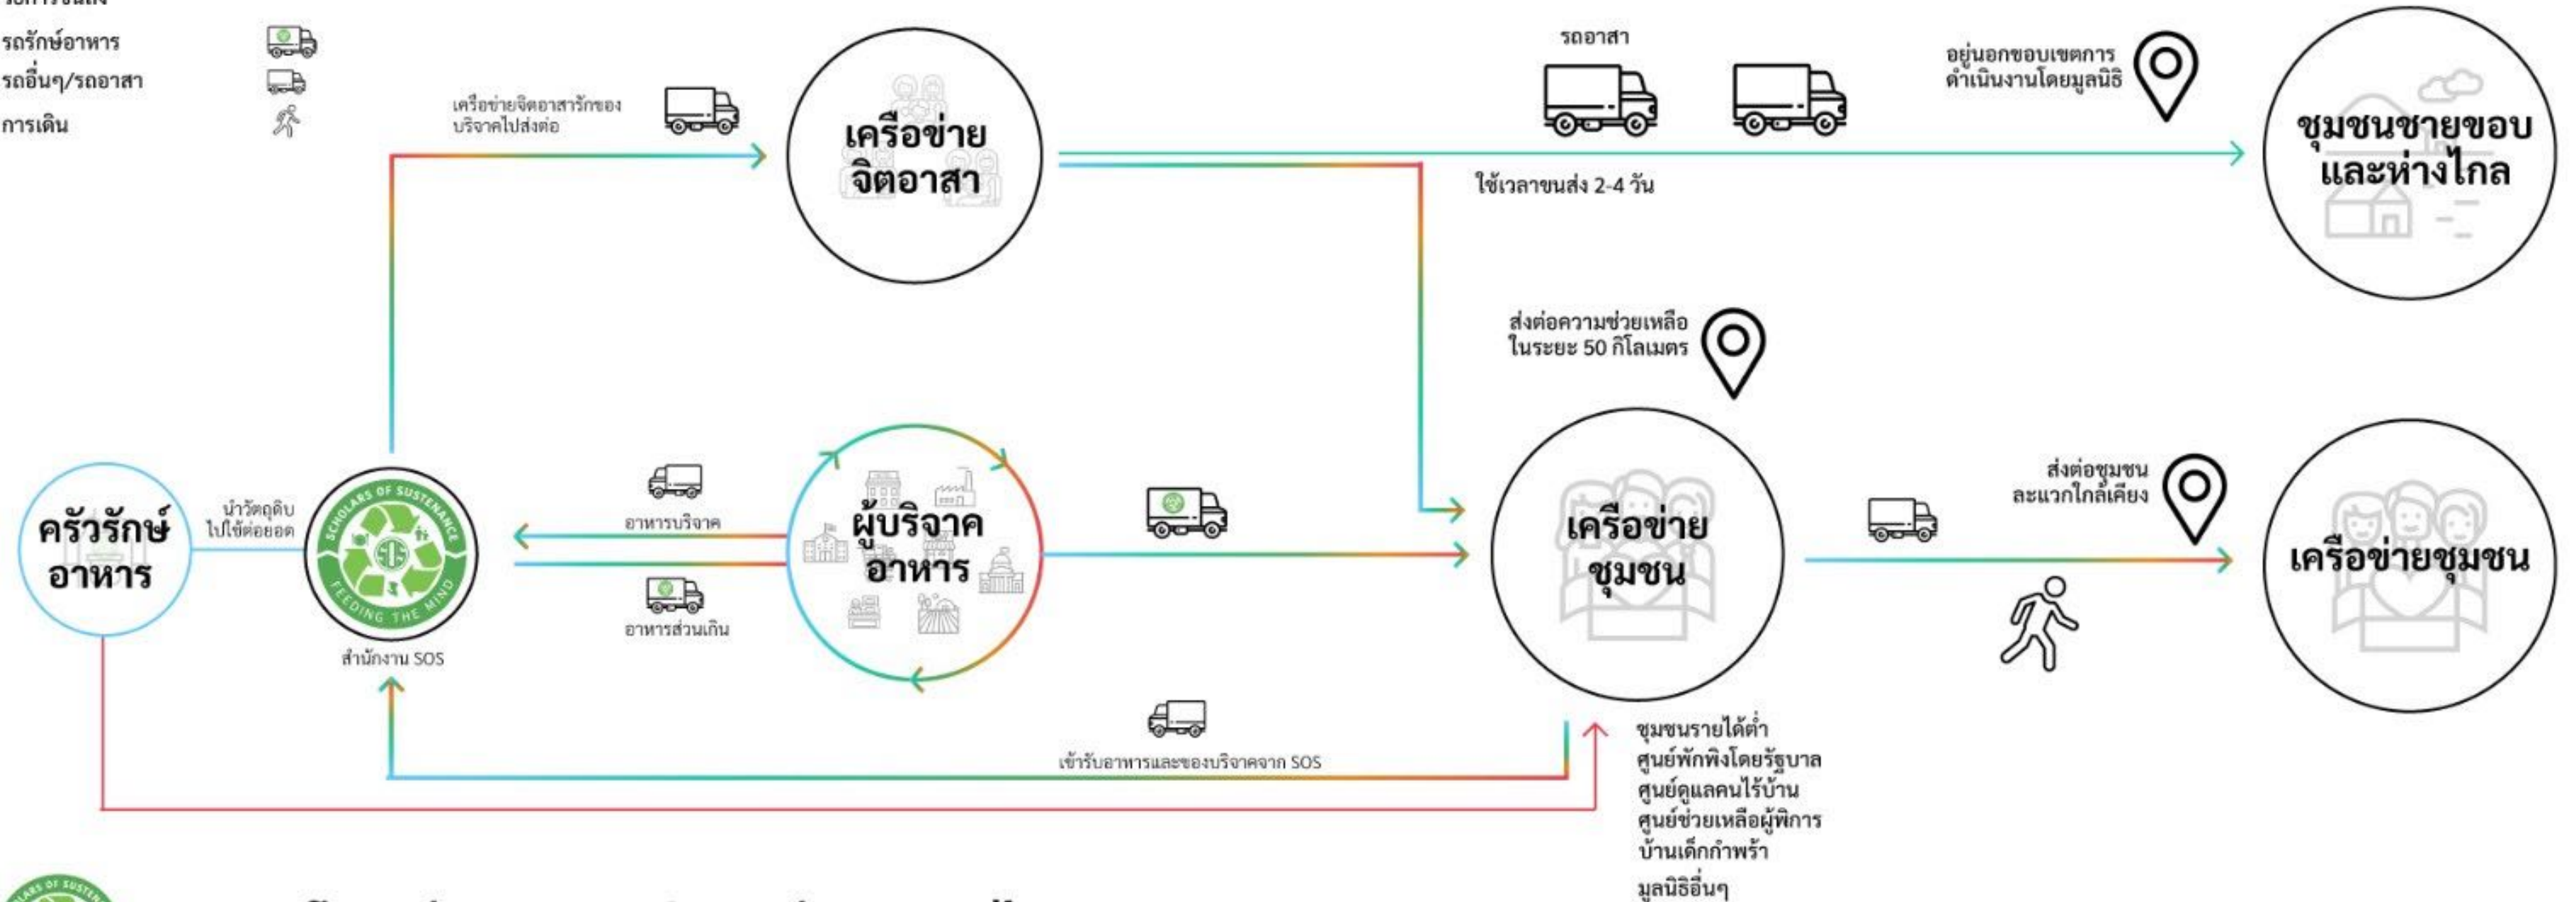 รถรักษ์อาหาร
รถอื่นๆ/รถอาสา
การเดิน
เครือข่ายจิตอาสารักของ
บริจาคไปส่งต่อ
เครือข่าย
จิตอาสา
รถอาสา
ใช้เวลาขนส่ง 2-4 วัน
อยู่นอกขอบเขตการ
ดำเนินงานโดยมูลนิธิ
ชุมชนชายขอบ
และห่างไกล
ส่งต่อความช่วยเหลือ
ในระยะ 50 กิโลเมตร
ครัวรักษ์
อาหาร
นำวัตถุดิบ
ไปใช้ต่อยอด
SCHOLARS OF SUSTENANCE
SOS
FEEDING THE MIND
สำนักงาน SOS
อาหารบริจาค
อาหารส่วนเกิน
ผู้บริจาค
อาหาร
เครือข่าย
ชุมชน
ส่งต่อชุมชน
ละแวกใกล้เคียง
เครือข่ายชุมชน
เข้ารับอาหารและของบริจาคจาก SOS
ชุมชนรายได้ต่ำ
ศูนย์พักพิงโดยรัฐบาล
ศูนย์ดูแลคนไร้บ้าน
ศูนย์ช่วยเหลือผู้พิการ
บ้านเด็กกำพร้า
มูลนิธิอื่นๆ